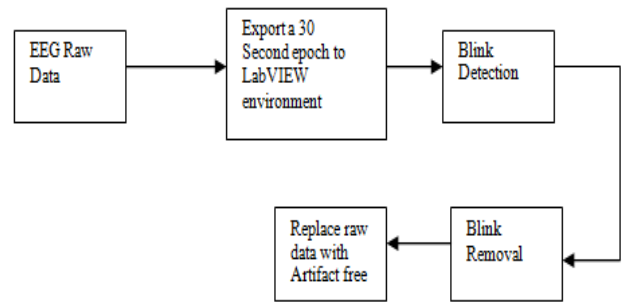 EEG Raw
Data
Export a 30
Second epoch to
LabVIEW
environment
Blink
Detection
Blink
Removal
Replace raw
data with
Artifact free